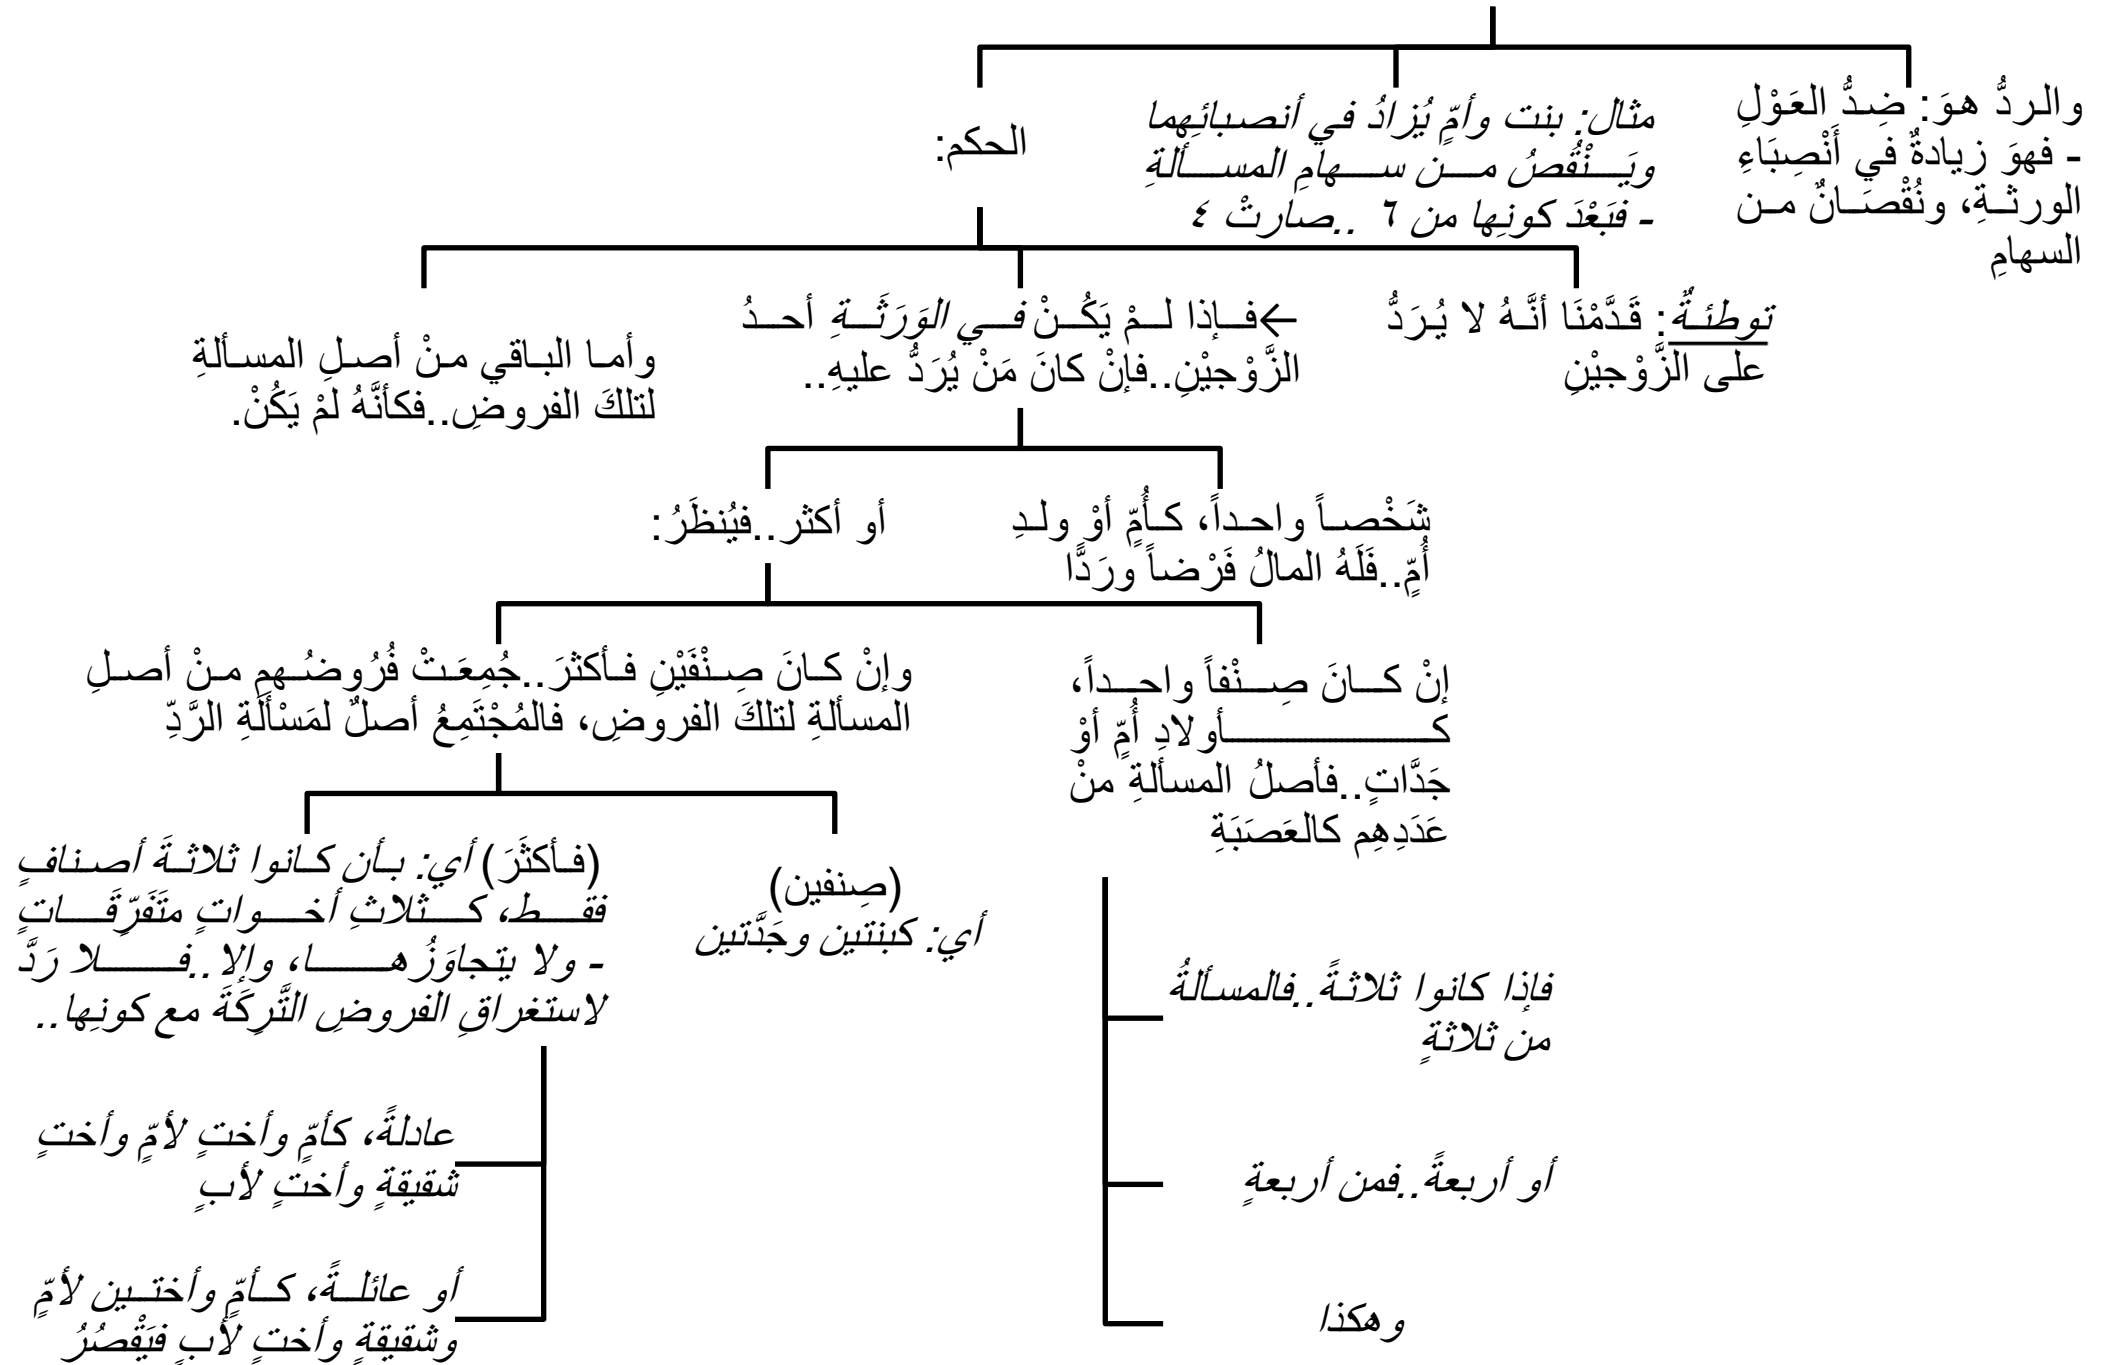 والردُّ هوَ: ضِدُّ العَوْلِ
- فهوَ زيادةٌ في أَنْصِبَاءِ
الورثةِ، ونُقْصَانٌ من
السهامِ
مثال: بنت وأمّ يُزادُ في أنصبائِهما
ويَنْقُصُ من سهامِ المسألةِ
- فبَعْدَ كونِها من ٦ ..صارتْ ٤
الحكم:
توطئةٌ: قَدَّمْنَا أنَّهُ لا يُرَدُّ
على الزَّوْجيْنِ
←فإذا لمْ يَكُنْ في الوَرَثَةِ أحدُ
الزَّوْجيْنِ..فإنْ كانَ مَنْ يُرَدُّ عليهِ..
وأما الباقي منْ أصلِ المسألةِ
لتلكَ الفروضِ..فكأنَّهُ لمْ يَكُنْ.
شَخْصاً واحداً، كأُمّ أوْ ولدِ
أُمّ..فَلَهُ المالُ فَرْضاً ورَدًّا
أو أكثر..فيُنظَرُ:
إنْ كانَ صِنْفاً واحداً،
كأولادِ أُمّ أوْ
جَدَّاتٍ..فأصلُ المسألةِ منْ
عَدَدِهِم كالعَصَبَةِ
وإنْ كانَ صِنْفَيْنِ فأكثرَ..جُمِعَتْ فُرُوضُهم منْ أصلِ
المسألةِ لتلكَ الفروضِ، فالمُجْتَمِعُ أصلٌ لمَسْأَلَةِ الرَّدِّ
فإذا كانوا ثلاثةً..فالمسألةُ
من ثلاثةٍ
أو أربعةً..فمن أربعةٍ
وهكذا
(صِنفين)
أي: كبنتين وجَدَّتين
(فأكثَرَ) أي: بأن كانوا ثلاثةَ أصنافٍ
فقط، كثلاثِ أخواتٍ متَفَرِّقَاتٍ
- ولا يتجاوَزُها، وإلا..فلا رَدَّ
لاستغراقِ الفروضِ التَّرِكَةَ مع كونِها..
عادلةً، كأمّ وأختٍ لأمّ وأختٍ
شقيقةٍ وأختٍ لأبٍ
أو عائلةً، كأمّ وأختين لأمّ
وشقيقةٍ وأختٍ لأبٍ فيَقْصُرُ